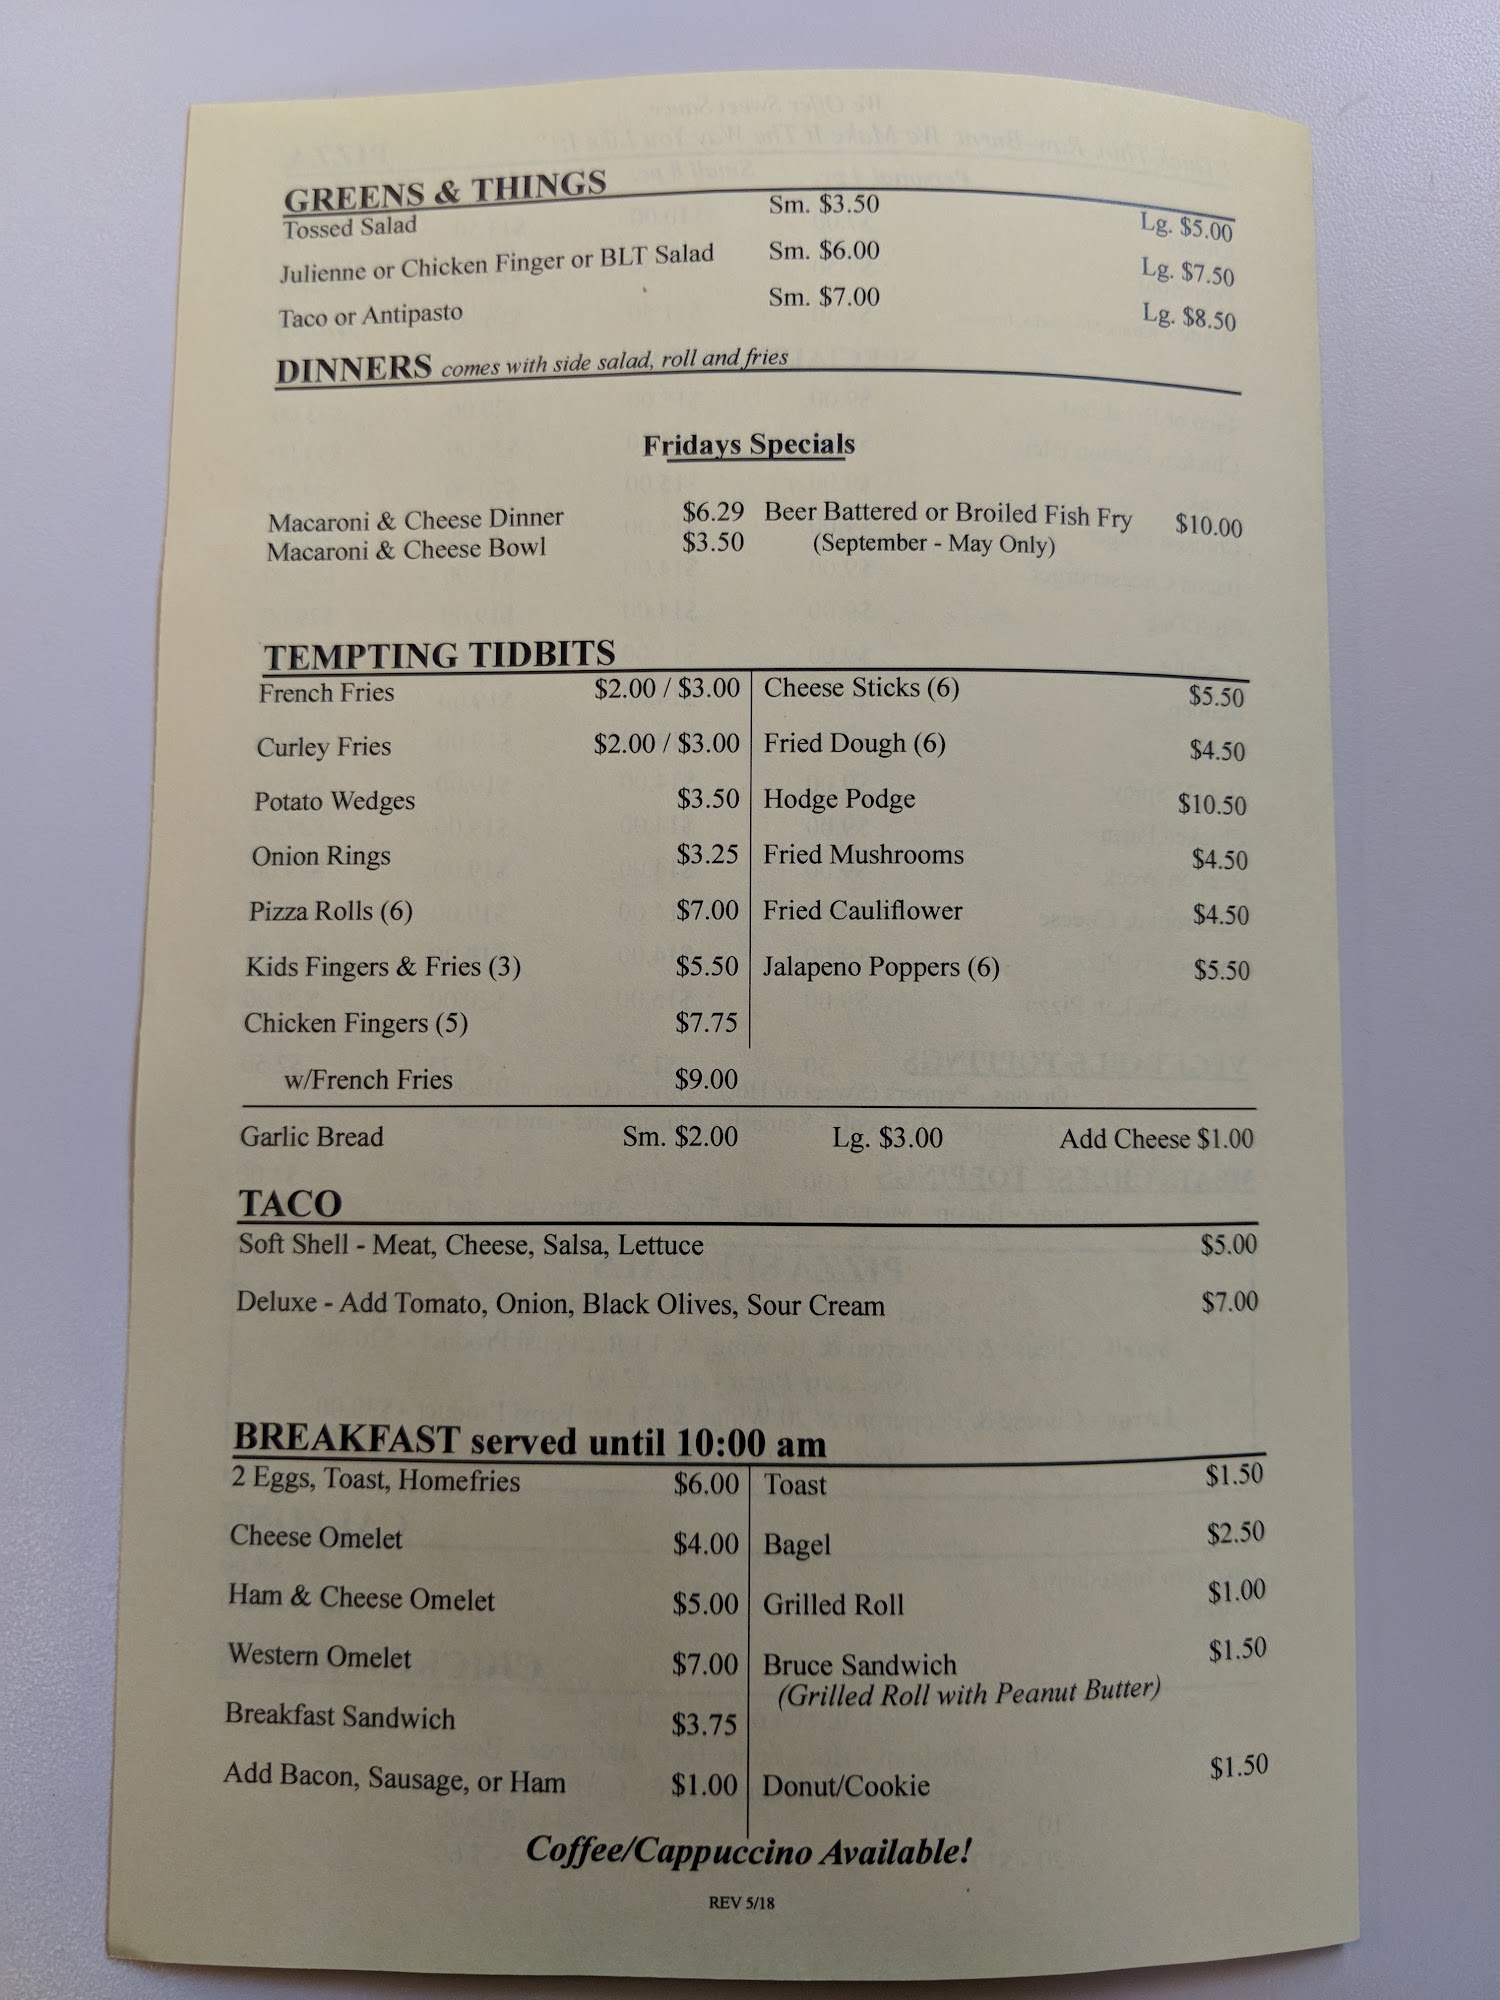 GREENS & THINGS
Tossed Salad Sm. $3.50 Lg. $5.00
Julienne or Chicken Finger or BLT Salad Sm. $6.00 Lg. $7.50
Taco or Antipasto Sm. $7.00 Lg. $8.50
DINNERS comes with side salad, roll and fries
Fridays Specials
Macaroni & Cheese Dinner $6.29 Beer Battered or Broiled Fish Fry $10.00
Macaroni & Cheese Bowl $3.50 (September - May Only)
TEMPTING TIDBITS
French Fries $2.00 / $3.00 Cheese Sticks (6) $5.50
Curley Fries $2.00 / $3.00 Fried Dough (6) $4.50
Potato Wedges $3.50 Hodge Podge $10.50
Onion Rings $3.25 Fried Mushrooms $4.50
Pizza Rolls (6) $7.00 Fried Cauliflower $4.50
Kids Fingers & Fries (3) $5.50 Jalapeno Poppers (6) $5.50
Chicken Fingers (5) $7.75
w/French Fries $9.00
Garlic Bread Sm. $2.00 Lg. $3.00 Add Cheese $1.00
TACO
Soft Shell - Meat, Cheese, Salsa, Lettuce $5.00
Deluxe - Add Tomato, Onion, Black Olives, Sour Cream $7.00
BREAKFAST served until 10:00 am
2 Eggs, Toast, Homefries $6.00 Toast $1.50
Cheese Omelet $4.00 Bagel $2.50
Ham & Cheese Omelet $5.00 Grilled Roll $1.00
Western Omelet $7.00 Bruce Sandwich $1.50
(Grilled Roll with Peanut Butter)
Breakfast Sandwich $3.75
Add Bacon, Sausage, or Ham $1.00 Donut/Cookie $1.50
Coffee/Cappuccino Available!
REV 5/18